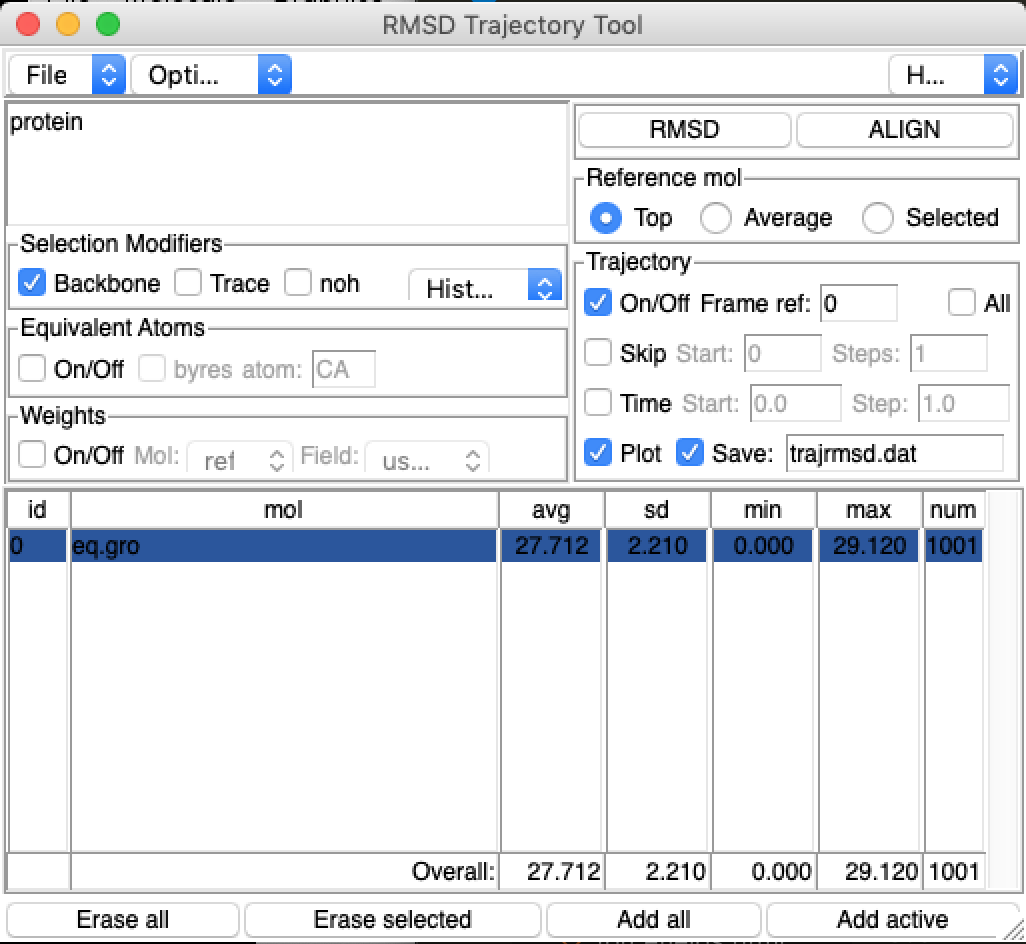 RMSD Trajectory Tool
File Opti... H...
protein
RMSD ALIGN
Reference mol
Top Average Selected
Selection Modifiers
Backbone Trace noh Hist...
Trajectory
On/Off Frame ref: 0 All
Skip Start: 0 Steps: 1
Time Start: 0.0 Step: 1.0
Plot Save: trajrmsd.dat
Equivalent Atoms
On/Off byres atom: CA
Weights
On/Off Mol: ref Field: us...
id mol avg sd min max num
0 eq.gro 27.712 2.210 0.000 29.120 1001
Overall: 27.712 2.210 0.000 29.120 1001
Erase all Erase selected Add all Add active